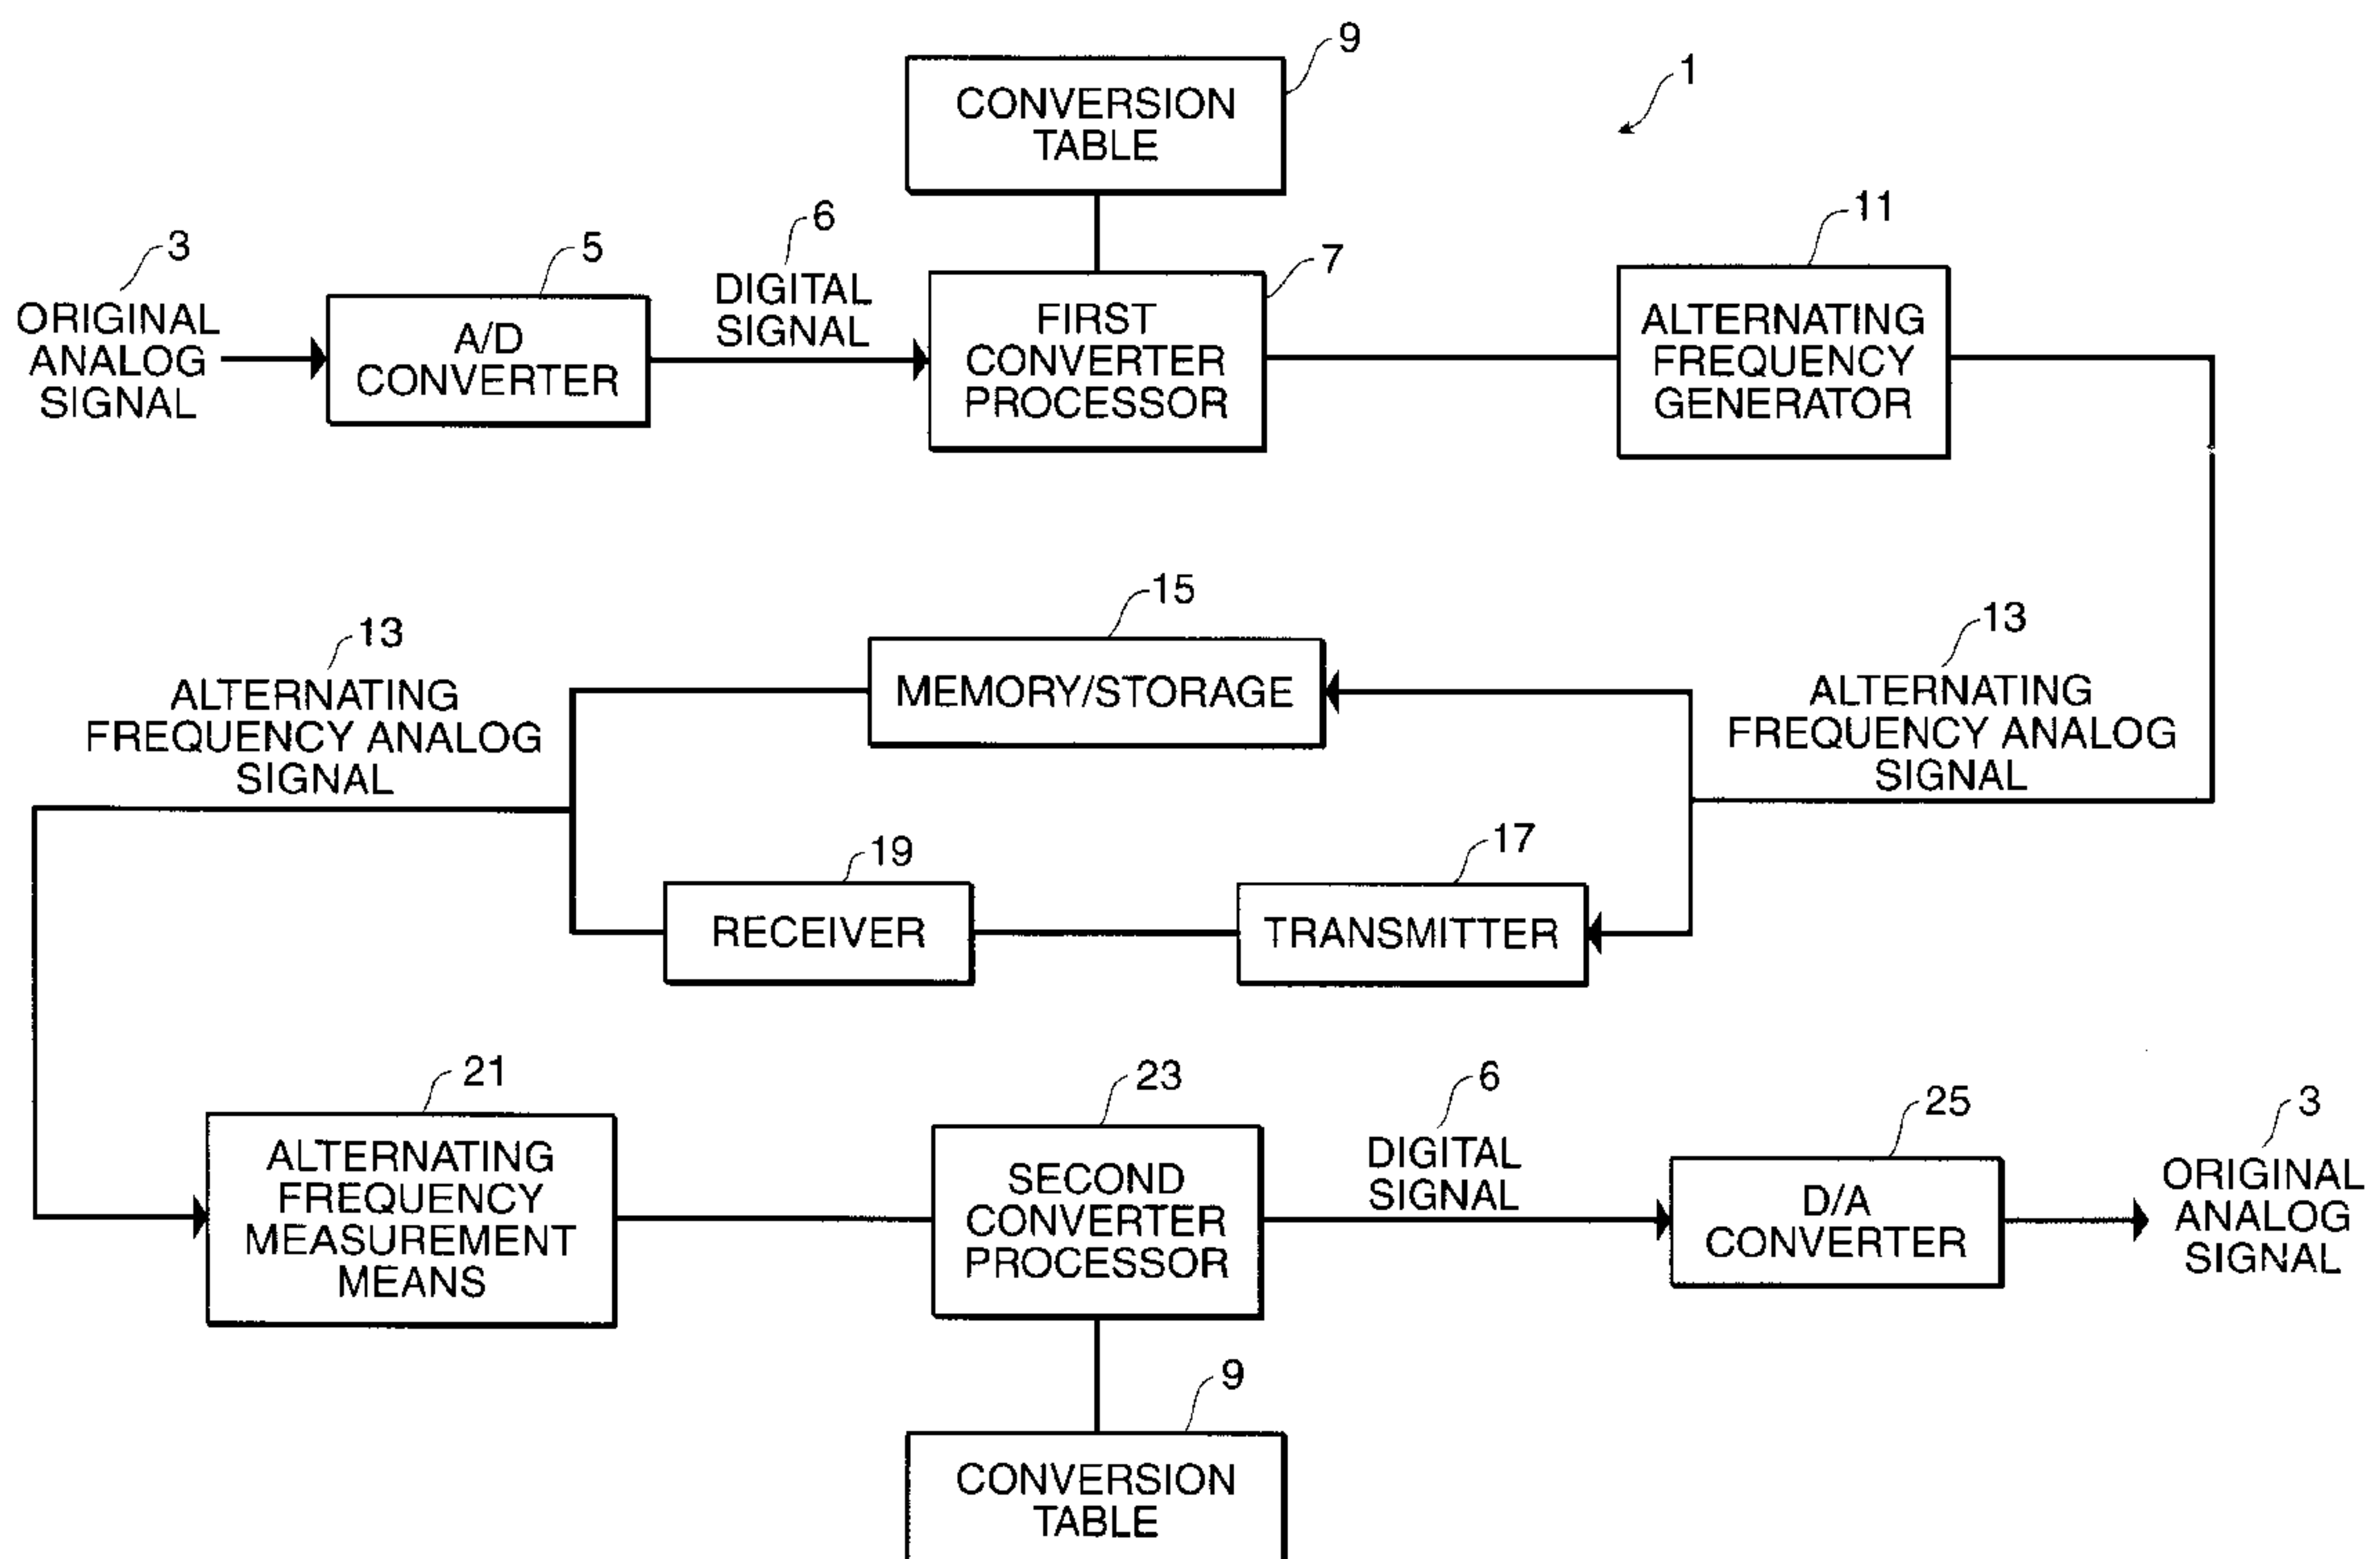 9
CONVERSION
TABLE
1
3
ORIGINAL
ANALOG
SIGNAL
5
A/D
CONVERTER
6
DIGITAL
SIGNAL
7
FIRST
CONVERTER
PROCESSOR
11
ALTERNATING
FREQUENCY
GENERATOR
13
ALTERNATING
FREQUENCY ANALOG
SIGNAL
15
MEMORY/STORAGE
13
ALTERNATING
FREQUENCY ANALOG
SIGNAL
19
RECEIVER
17
TRANSMITTER
21
ALTERNATING
FREQUENCY
MEASUREMENT
MEANS
23
SECOND
CONVERTER
PROCESSOR
6
DIGITAL
SIGNAL
25
D/A
CONVERTER
3
ORIGINAL
ANALOG
SIGNAL
9
CONVERSION
TABLE